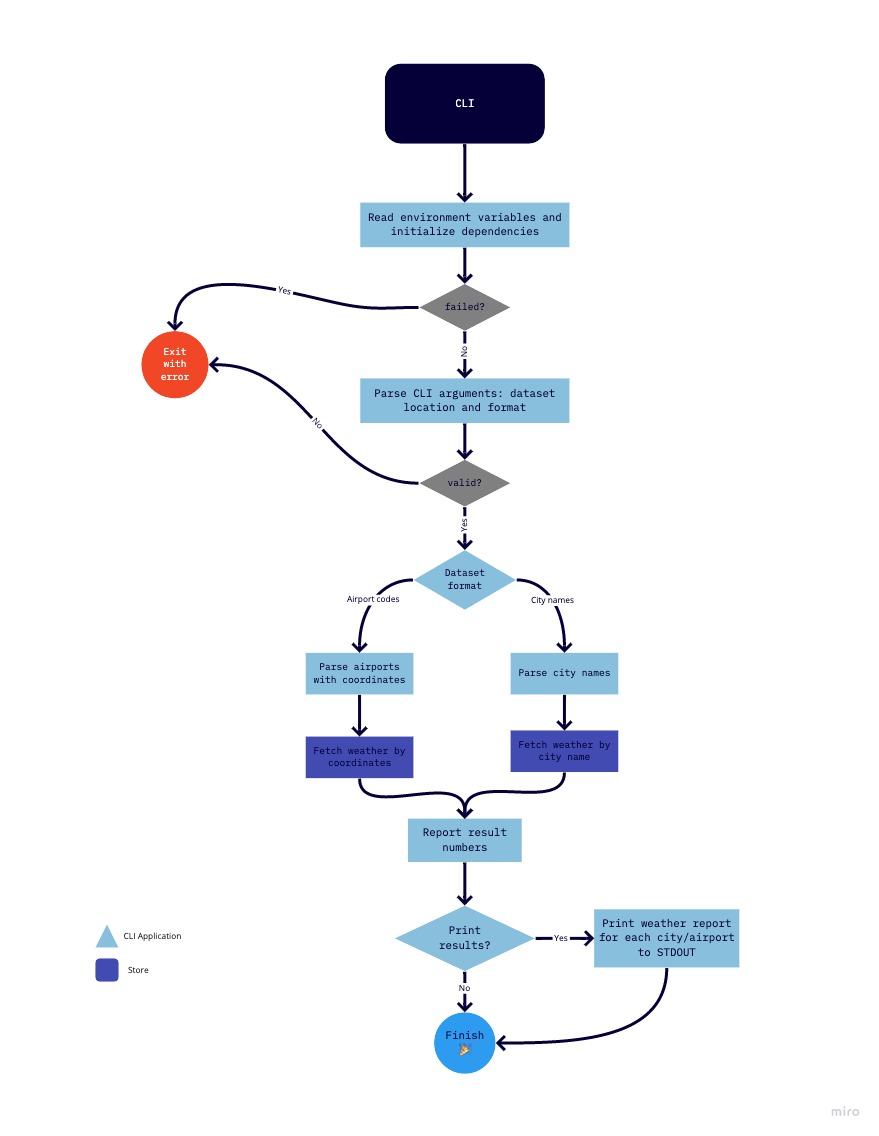 CLI
Read environment variables and
initialize dependencies
failed?
Yes
No
Exit
with
error
Parse CLI arguments: dataset
location and format
No
valid?
Yes
Dataset
format
Airport codes
City names
Parse airports
with coordinates
Parse city names
Fetch weather by
coordinates
Fetch weather by
city name
Report result
numbers
Print
results?
Yes
Print weather report
for each city/airport
to STDOUT
No
Finish
CLI Application
Store
miro